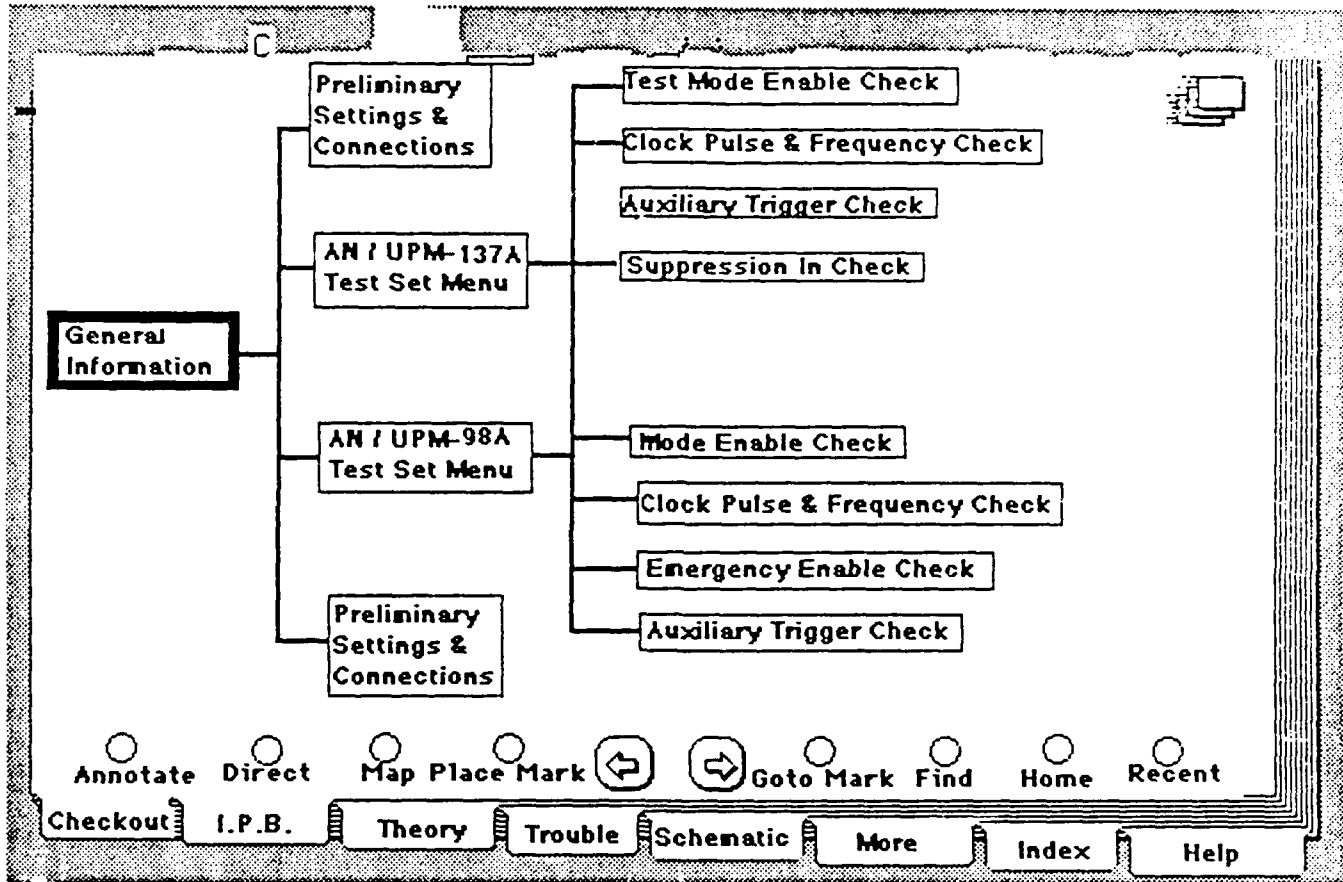 C
Preliminary
Settings &
Connections
Test Mode Enable Check
Clock Pulse & Frequency Check
Auxiliary Trigger Check
AN / UPM-137A
Test Set Menu
Suppression In Check
General
Information
AN / UPM-98A
Test Set Menu
Mode Enable Check
Clock Pulse & Frequency Check
Emergency Enable Check
Auxiliary Trigger Check
Preliminary
Settings &
Connections
Annotate Direct Map Place Mark Goto Mark Find Home Recent
Checkout I.P.B. Theory Trouble Schematic More Index Help